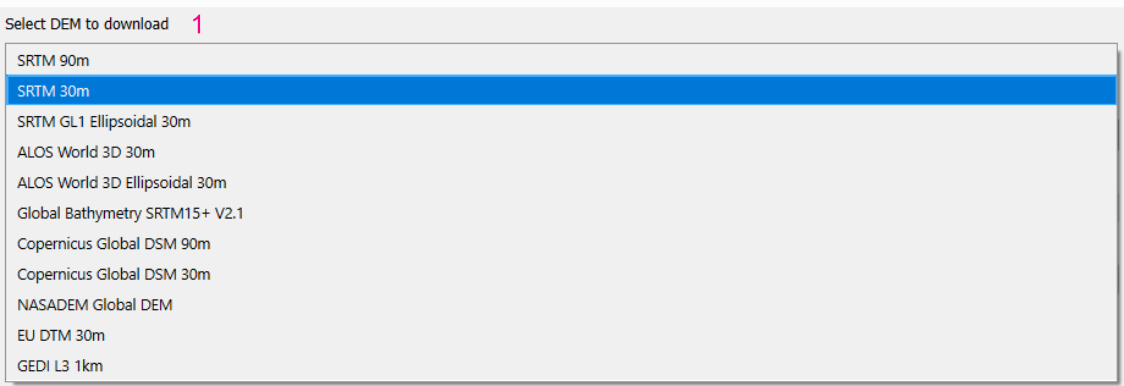 Select DEM to download 1
SRTM 90m
SRTM 30m
SRTM GL1 Ellipsoidal 30m
ALOS World 3D 30m
ALOS World 3D Ellipsoidal 30m
Global Bathymetry SRTM15+ V2.1
Copernicus Global DSM 90m
Copernicus Global DSM 30m
NASADEM Global DEM
EU DTM 30m
GEDI L3 1km